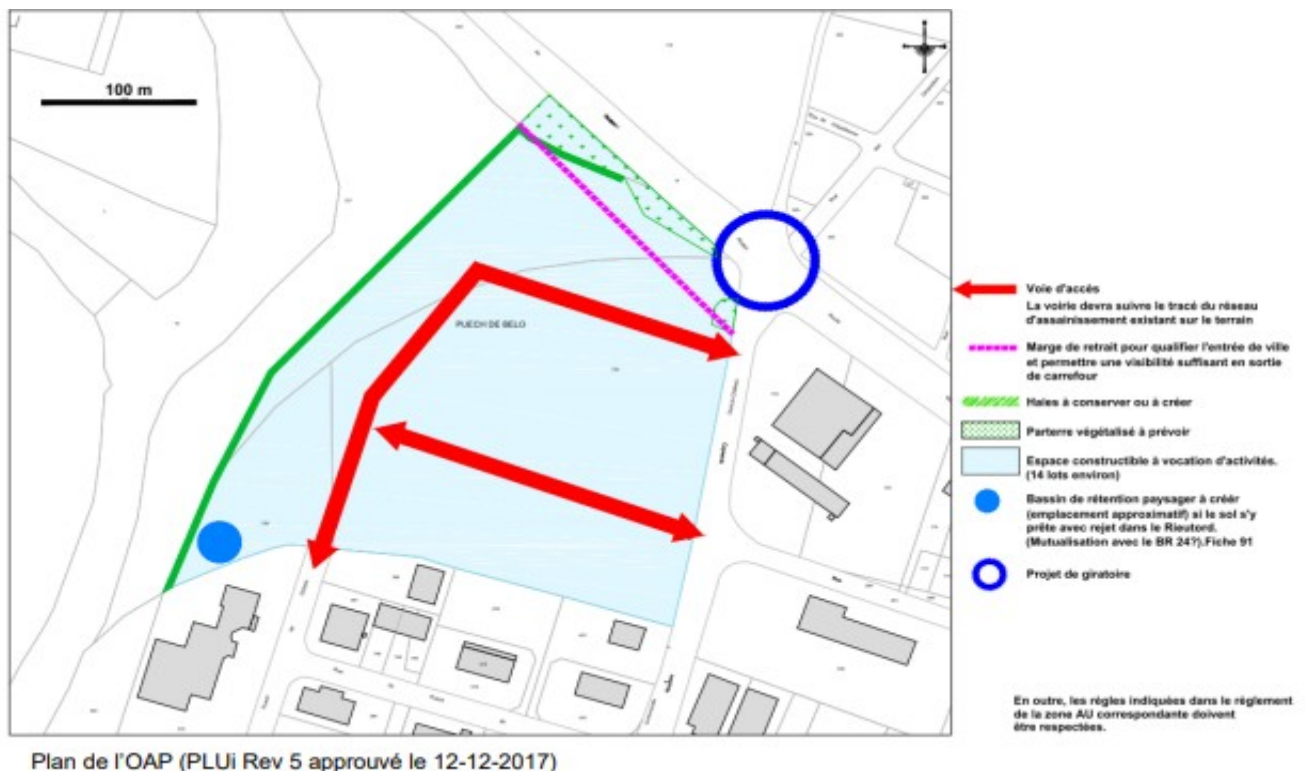 100 m
PUECH DE BELO
Voie d'accès
La voirie devra suivre le tracé du réseau
d'assainissement existant sur le terrain
Marge de retrait pour qualifier l'entrée de ville
et permettre une visibilité suffisant en sortie
de carrefour
Haies à conserver ou à créer
Parterre végétalisé à prévoir
Espace constructible à vocation d'activités.
(14 lots environ)
Bassin de rétention paysager à créér
(emplacement approximatif) si le sol s'y
prête avec rejet dans le Rieutord.
(Mutualisation avec le BR 24?).Fiche 91
Projet de giratoire
En outre, les régles indiquées dans le réglement
de la zone AU correspondante doivent
être respectées.
Plan de l'OAP (PLUi Rev 5 approuvé le 12-12-2017)